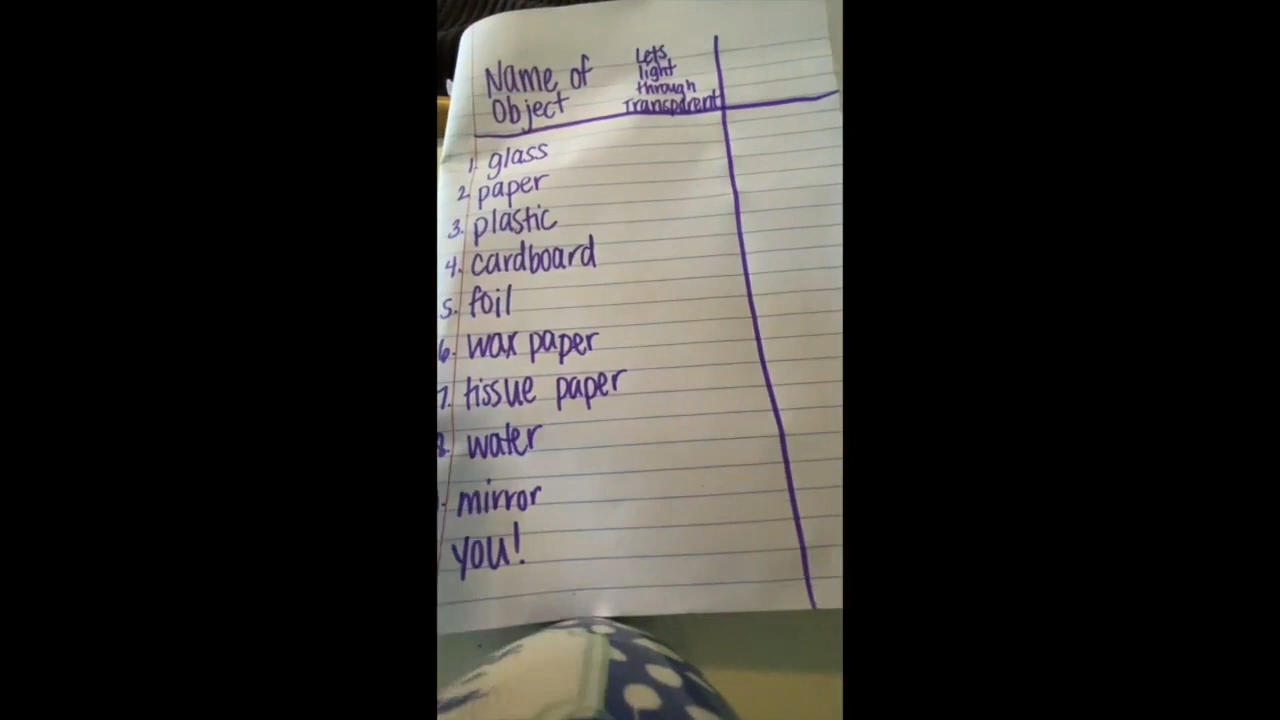 Name of
Object
Lets
light
through
Transparent
1. glass
2. paper
3. plastic
4. cardboard
5. foil
6. wax paper
7. tissue paper
8. water
mirror
you!